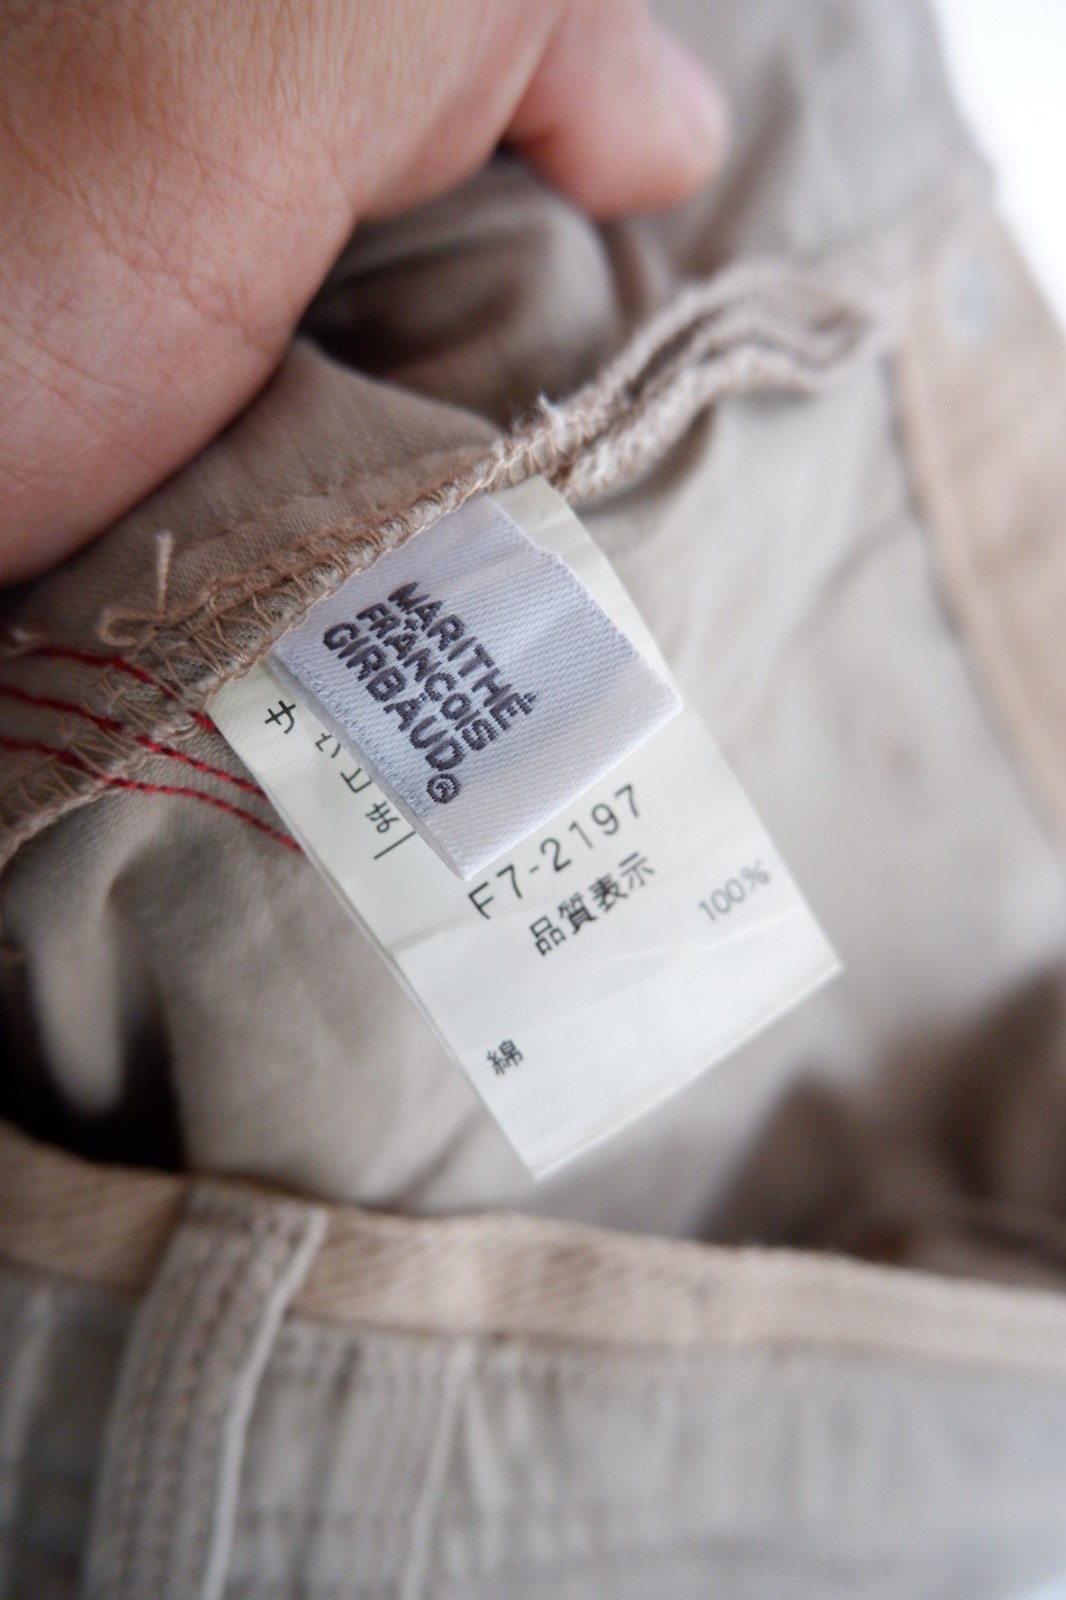 MARITHÉ
+
FRANÇOIS
GIRBAUD®
F7-2197
品質表示
綿 100%